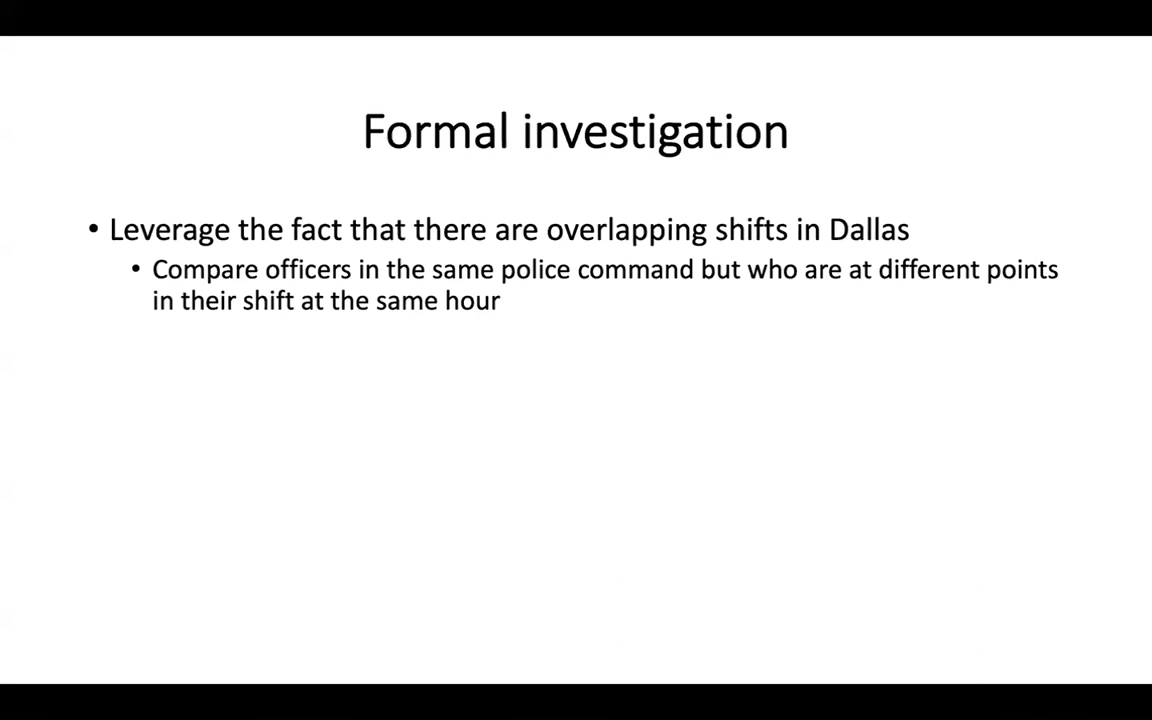 Formal investigation
• Leverage the fact that there are overlapping shifts in Dallas
• Compare officers in the same police command but who are at different points
in their shift at the same hour